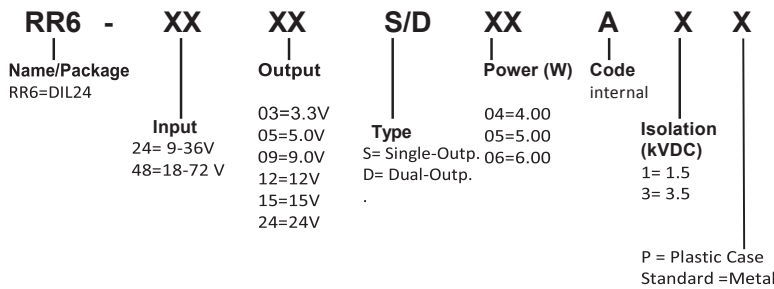 RR6 - XX XX S/D XX A X X
Name/Package
RR6=DIL24
Input
24= 9-36V
48=18-72 V
Output
03=3.3V
05=5.0V
09=9.0V
12=12V
15=15V
24=24V
Type
S= Single-Outp.
D= Dual-Outp.
.
Power (W)
04=4.00
05=5.00
06=6.00
Code
internal
Isolation
(kVDC)
1= 1.5
3= 3.5
P = Plastic Case
Standard =Metal